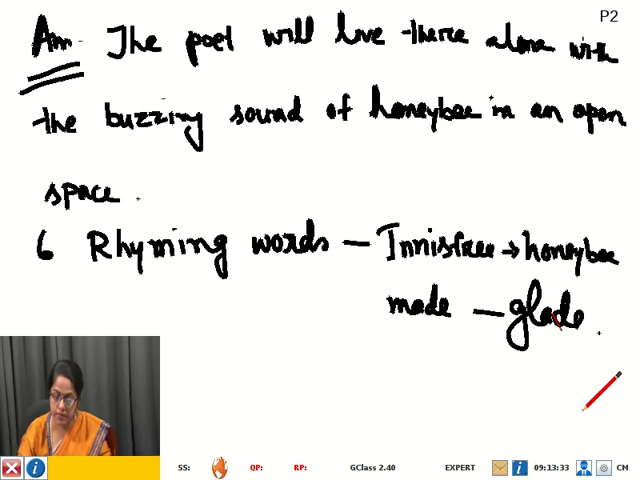 P2
Ans- The poet will live there alone with
the buzzing sound of honeybee in an open
space.
6 Rhyming words - Innisfree → honeybee
made - glade.
SS: QP: RP: GClass 2.40 EXPERT 09:13:33 CM